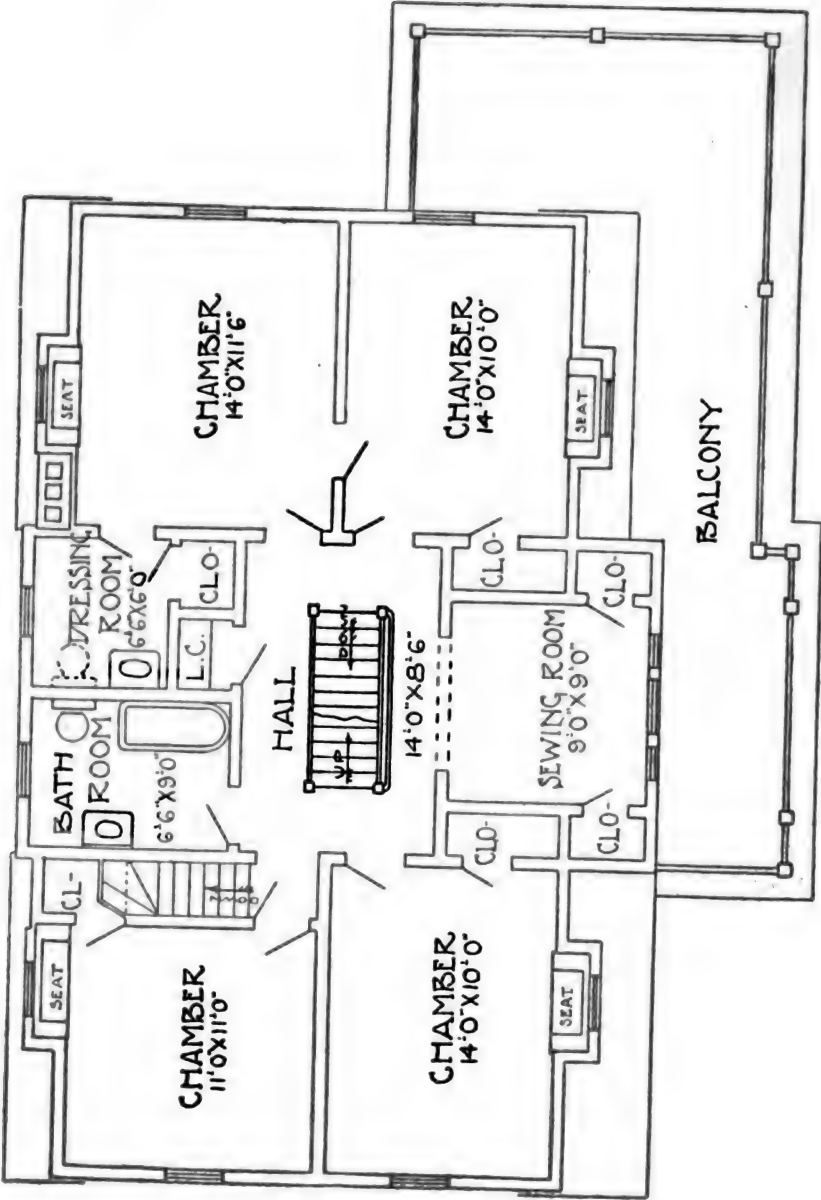 SEAT
CHAMBER
14'0"X11'6"
CHAMBER
14'0"X10'0"
SEAT
BALCONY
DRESSING
ROOM
6'6"X6'0"
CLO-
L.C.
CLO-
CLO-
HALL
14'0"X8'6"
DOWN
UP
SEWING ROOM
9'0"X9'0"
BATH
ROOM
6'6"X9'0"
CLO-
CLO-
CL-
SEAT
CHAMBER
11'0"X11'0"
CHAMBER
14'0"X10'0"
SEAT